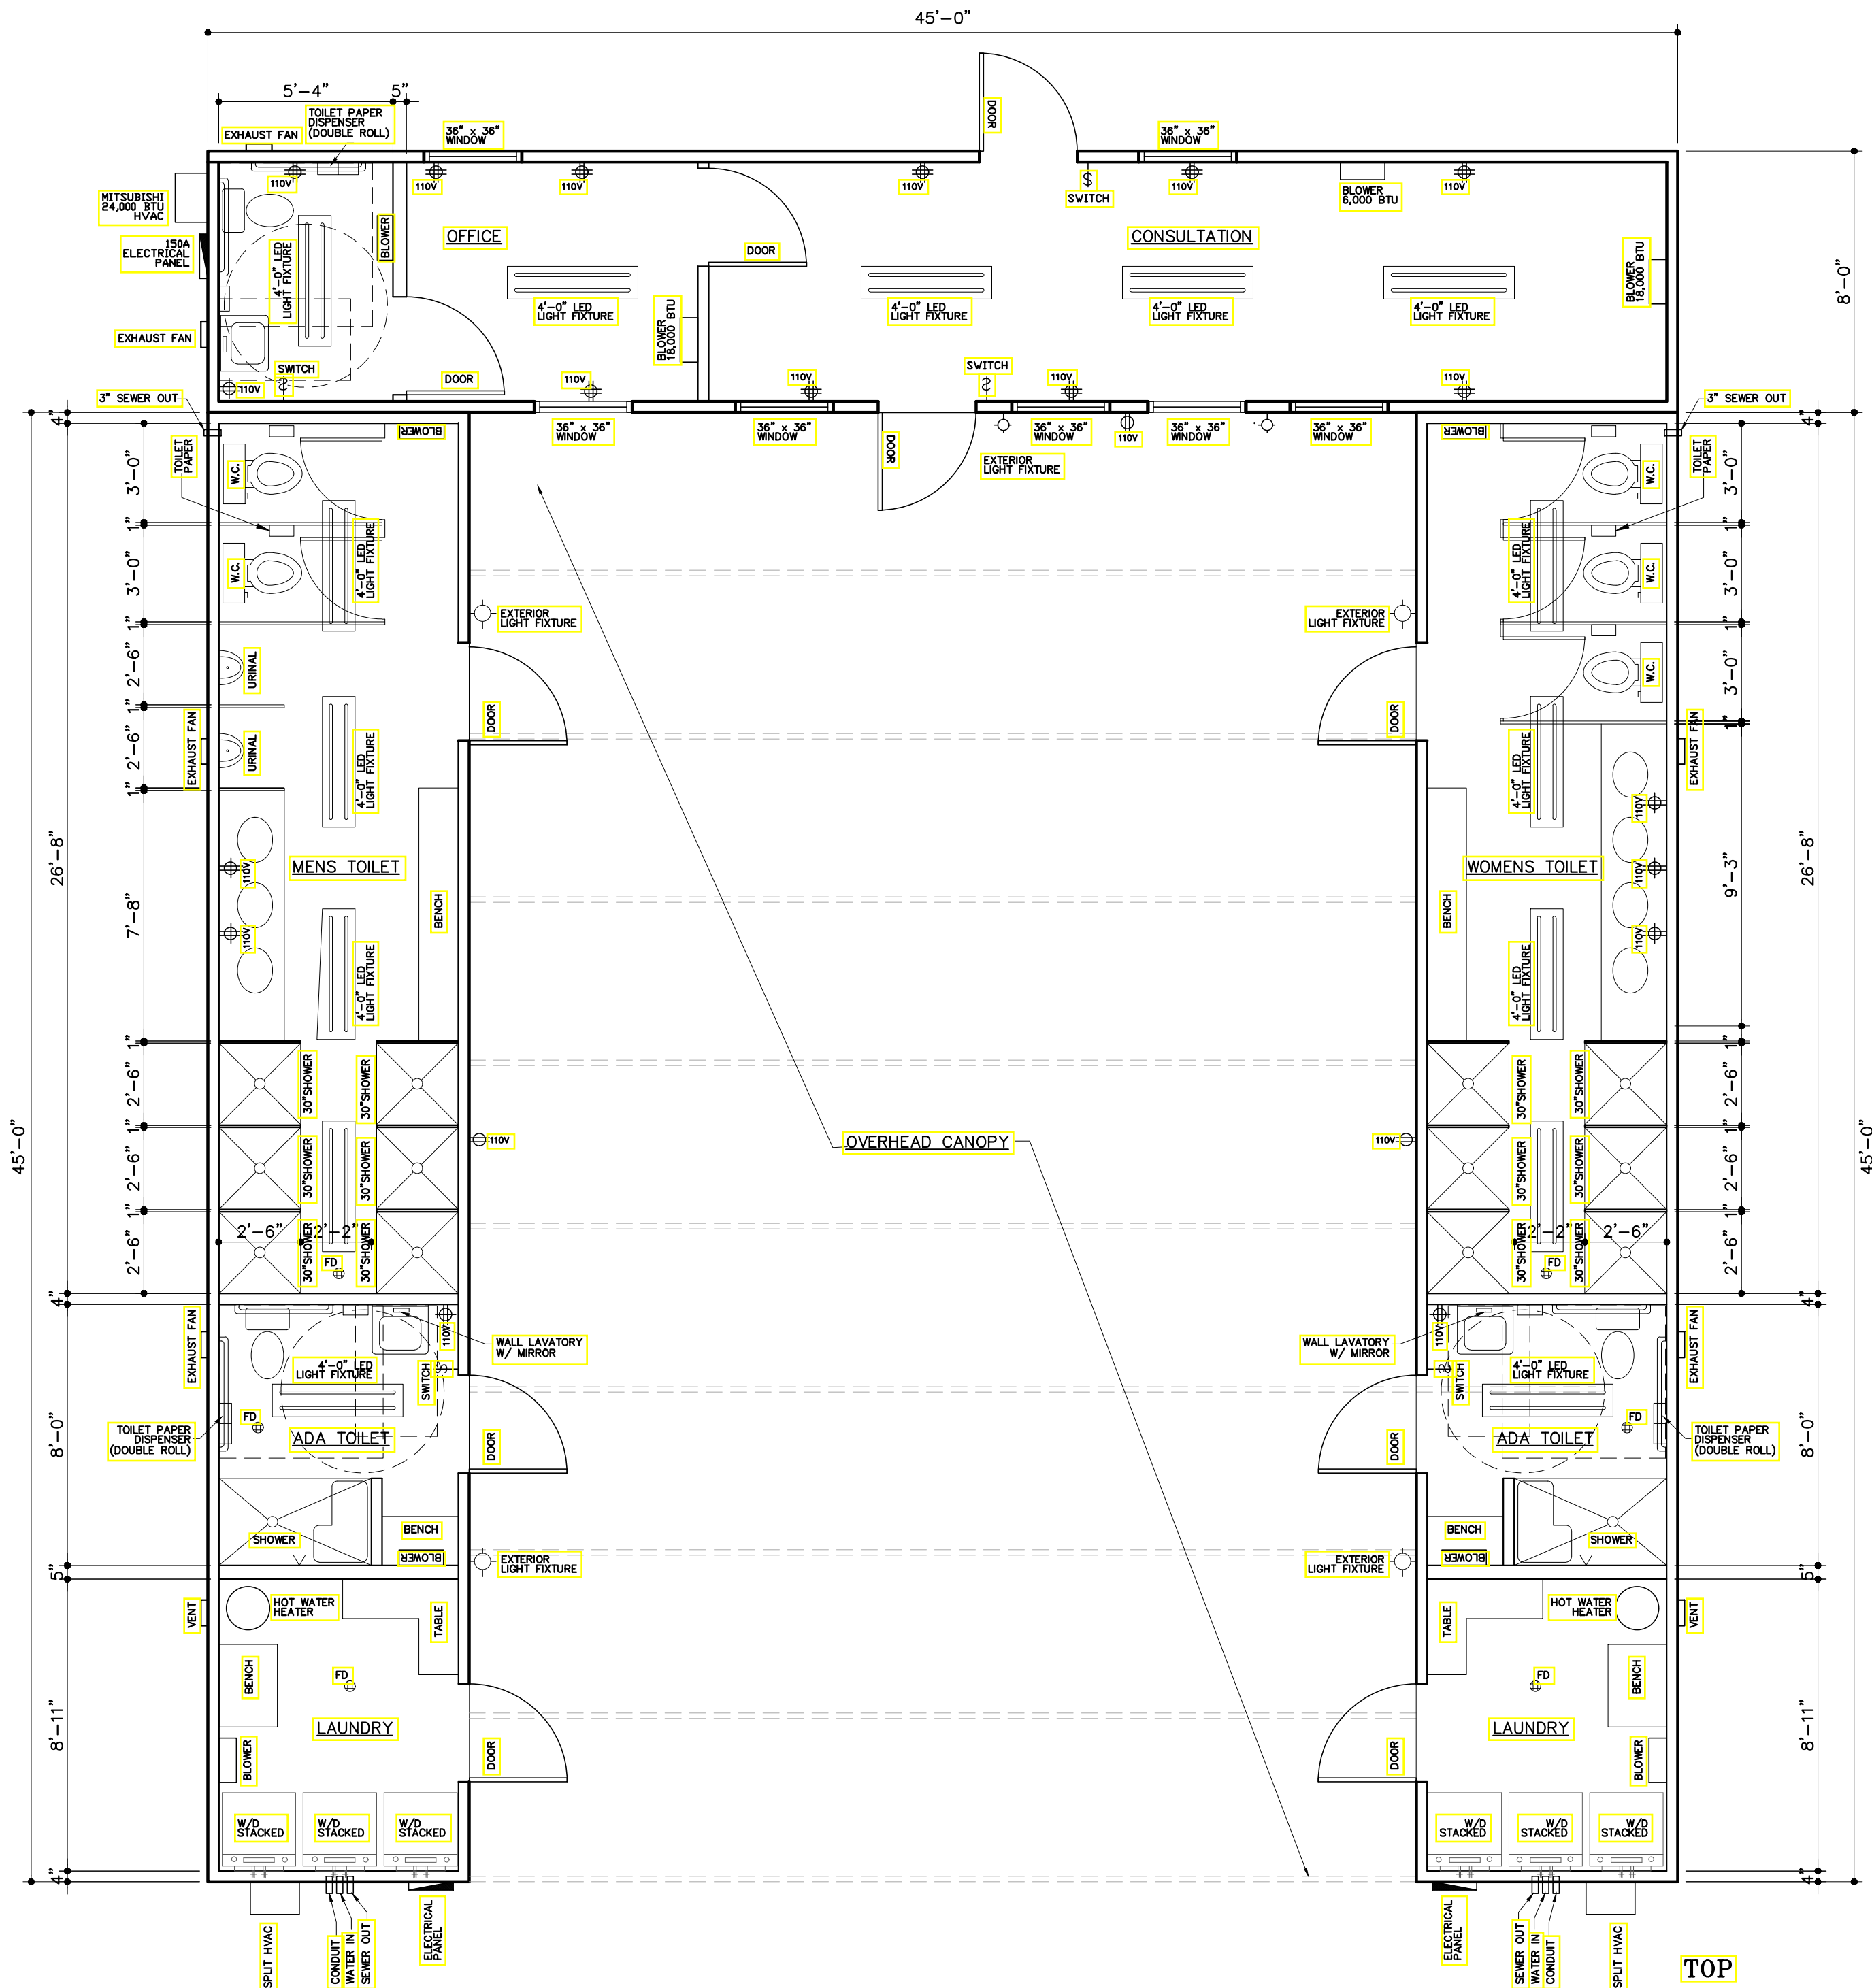 45'-0"
5'-4"
5"
EXHAUST FAN
TOILET PAPER
DISPENSER
(DOUBLE ROLL)
36" x 36"
WINDOW
DOOR
36" x 36"
WINDOW
MITSUBISHI
24,000 BTU
HVAC
150A
ELECTRICAL
PANEL
EXHAUST FAN
3" SEWER OUT
110V
4'-0" LED
LIGHT FIXTURE
BLOWER
SWITCH
110V
110V
110V
OFFICE
4'-0" LED
LIGHT FIXTURE
DOOR
DOOR
BLOWER
18,000 BTU
110V
110V
SWITCH
110V
BLOWER
6,000 BTU
110V
CONSULTATION
BLOWER
18,000 BTU
4'-0" LED
LIGHT FIXTURE
4'-0" LED
LIGHT FIXTURE
4'-0" LED
LIGHT FIXTURE
110V
SWITCH
110V
110V
8'-0"
3" SEWER OUT
36" x 36"
WINDOW
36" x 36"
WINDOW
DOOR
36" x 36"
WINDOW
110V
36" x 36"
WINDOW
36" x 36"
WINDOW
EXTERIOR
LIGHT FIXTURE
4"
3'-0"
1"
3'-0"
1"
2'-6"
1"
2'-6"
1"
7'-8"
1"
2'-6"
1"
2'-6"
1"
2'-6"
4"
26'-8"
45'-0"
8'-0"
5"
8'-11"
4"
TOILET
PAPER
BLOWER
W.C.
W.C.
4'-0" LED
LIGHT FIXTURE
URINAL
URINAL
EXHAUST FAN
4'-0" LED
LIGHT FIXTURE
EXTERIOR
LIGHT FIXTURE
DOOR
MENS TOILET
110V
110V
BENCH
4'-0" LED
LIGHT FIXTURE
30"SHOWER
30"SHOWER
30"SHOWER
30"SHOWER
30"SHOWER
30"SHOWER
110V
2'-6"
2'-2"
FD
EXHAUST FAN
110V
WALL LAVATORY
W/ MIRROR
4'-0" LED
LIGHT FIXTURE
SWITCH
FD
TOILET PAPER
DISPENSER
(DOUBLE ROLL)
ADA TOILET
DOOR
SHOWER
BENCH
BLOWER
EXTERIOR
LIGHT FIXTURE
VENT
HOT WATER
HEATER
TABLE
BENCH
FD
LAUNDRY
BLOWER
DOOR
W/D
STACKED
W/D
STACKED
W/D
STACKED
SPLIT HVAC
CONDUIT
WATER IN
SEWER OUT
ELECTRICAL
PANEL
OVERHEAD CANOPY
BLOWER
TOILET
PAPER
W.C.
W.C.
W.C.
4'-0" LED
LIGHT FIXTURE
EXTERIOR
LIGHT FIXTURE
DOOR
4'-0" LED
LIGHT FIXTURE
EXHAUST FAN
110V
110V
110V
WOMENS TOILET
BENCH
4'-0" LED
LIGHT FIXTURE
30"SHOWER
30"SHOWER
30"SHOWER
30"SHOWER
30"SHOWER
30"SHOWER
110V
2'-2"
2'-6"
FD
4"
3'-0"
1"
3'-0"
1"
3'-0"
1"
9'-3"
1"
2'-6"
1"
2'-6"
1"
2'-6"
4"
26'-8"
45'-0"
8'-0"
5"
8'-11"
4"
WALL LAVATORY
W/ MIRROR
110V
SWITCH
4'-0" LED
LIGHT FIXTURE
EXHAUST FAN
FD
ADA TOILET
TOILET PAPER
DISPENSER
(DOUBLE ROLL)
DOOR
BENCH
SHOWER
BLOWER
EXTERIOR
LIGHT FIXTURE
TABLE
HOT WATER
HEATER
VENT
FD
BENCH
LAUNDRY
DOOR
BLOWER
W/D
STACKED
W/D
STACKED
W/D
STACKED
ELECTRICAL
PANEL
SEWER OUT
WATER IN
CONDUIT
SPLIT HVAC
TOP